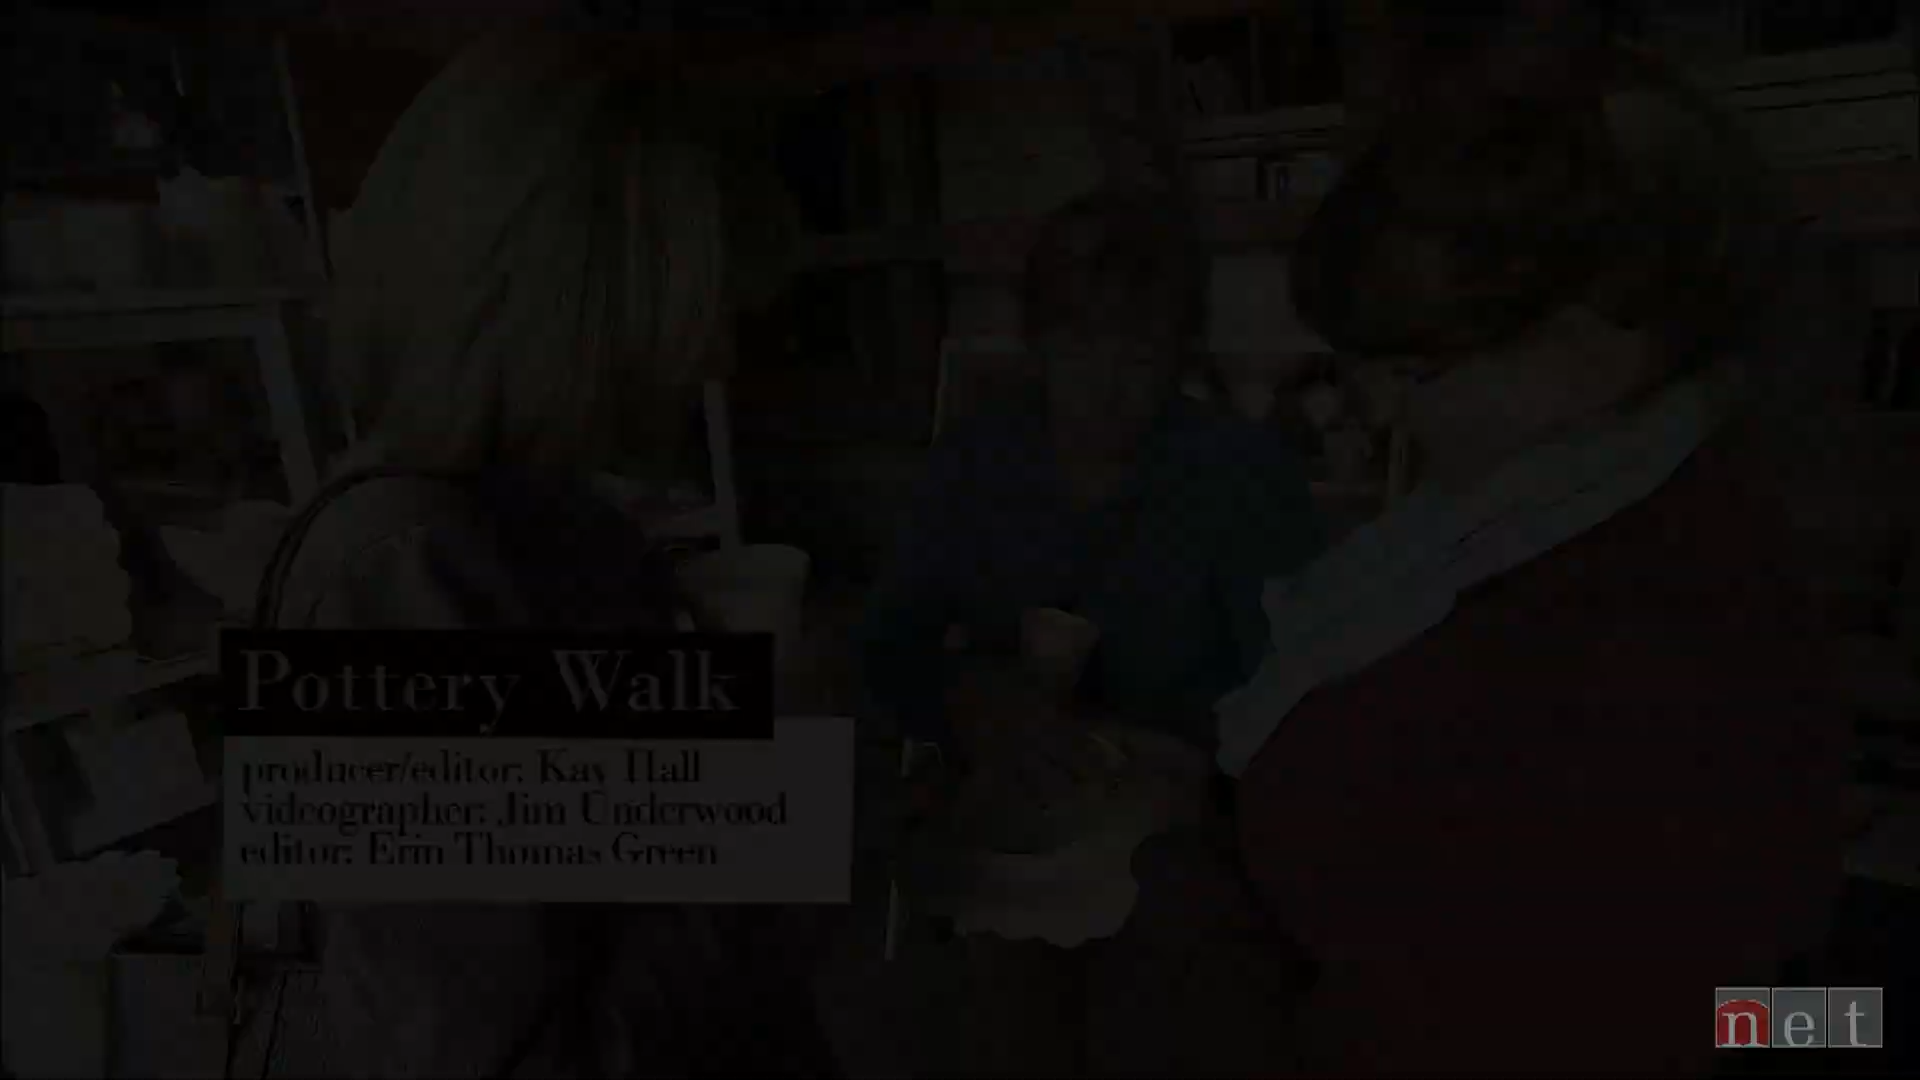 Pottery Walk
producer/editor: Kay Hall
videographer: Jim Underwood
editor: Erin Thomas Green
net